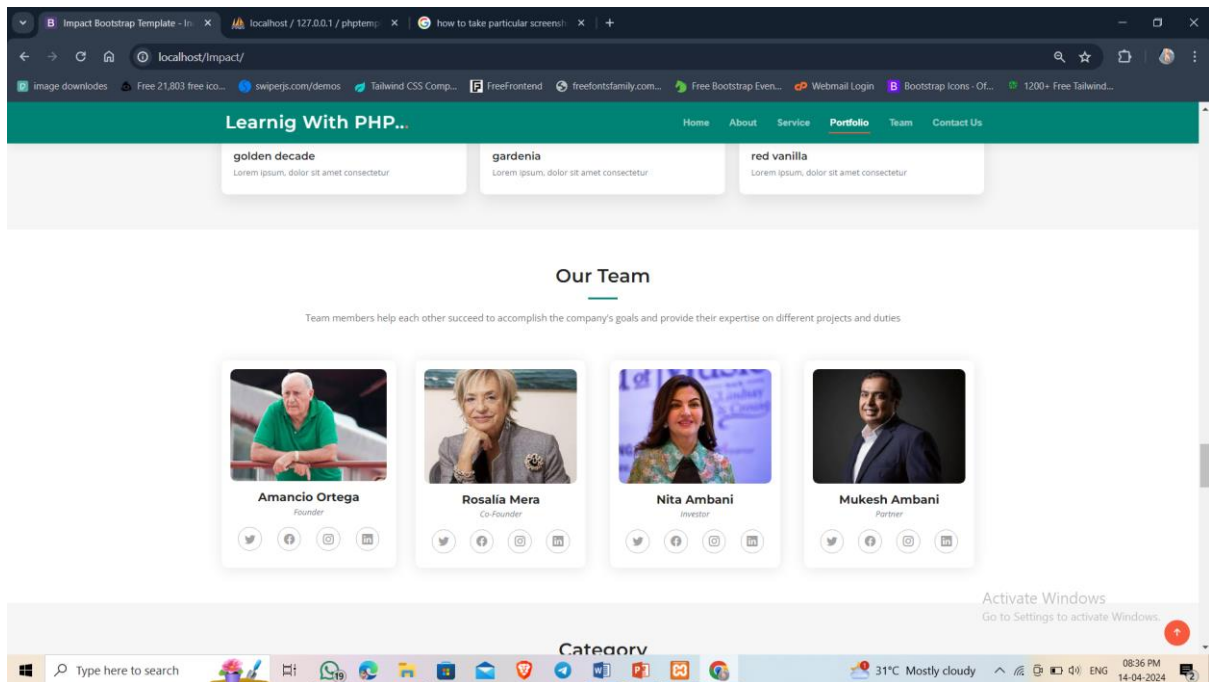 Impact Bootstrap Template - In
localhost / 127.0.0.1 / phptemp
how to take particular screensh
localhost/Impact/
image downlodes
Free 21,803 free ico...
swiperjs.com/demos
Tailwind CSS Comp...
FreeFrontend
freefontsfamily.com...
Free Bootstrap Even...
Webmail Login
Bootstrap Icons · Of...
1200+ Free Tailwind...
Learnig With PHP...
Home About Service Portfolio Team Contact Us
golden decade
Lorem ipsum, dolor sit amet consectetur
gardenia
Lorem ipsum, dolor sit amet consectetur
red vanilla
Lorem ipsum, dolor sit amet consectetur
Our Team
Team members help each other succeed to accomplish the company's goals and provide their expertise on different projects and duties
Amancio Ortega
Founder
Rosalía Mera
Co-Founder
Nita Ambani
Investor
Mukesh Ambani
Partner
Activate Windows
Go to Settings to activate Windows.
Category
Type here to search
19
31°C Mostly cloudy
ENG
08:36 PM
14-04-2024
2